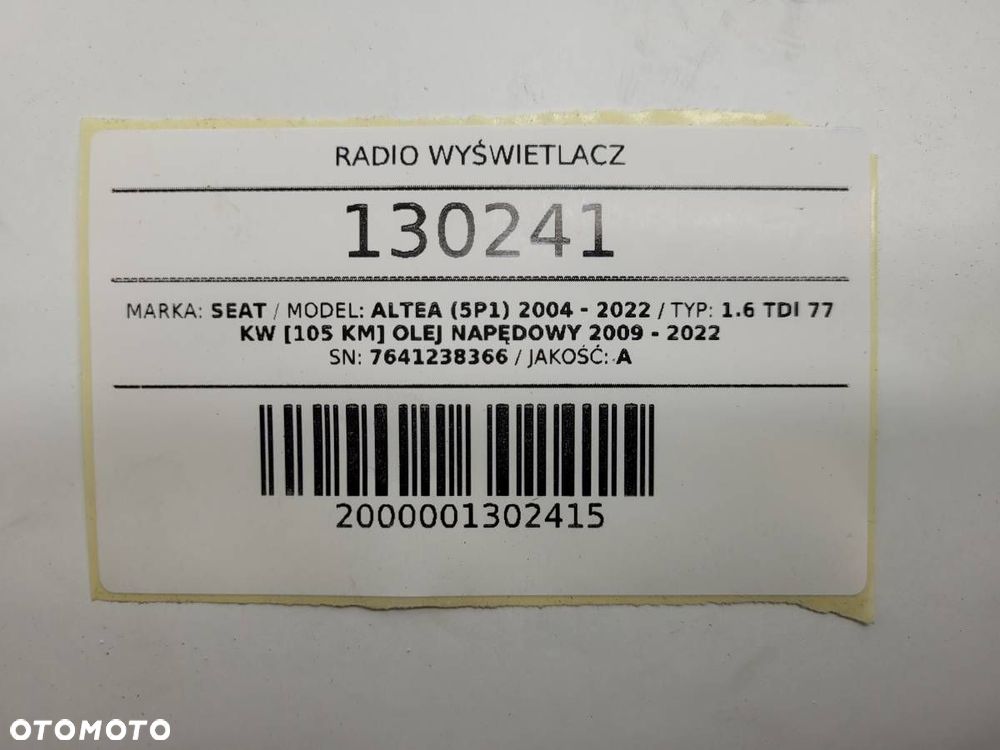 RADIO WYŚWIETLACZ
130241
MARKA: SEAT / MODEL: ALTEA (5P1) 2004 - 2022 / TYP: 1.6 TDI 77
KW [105 KM] OLEJ NAPĘDOWY 2009 - 2022
SN: 7641238366 / JAKOŚĆ: A
2000001302415
OTOMOTO